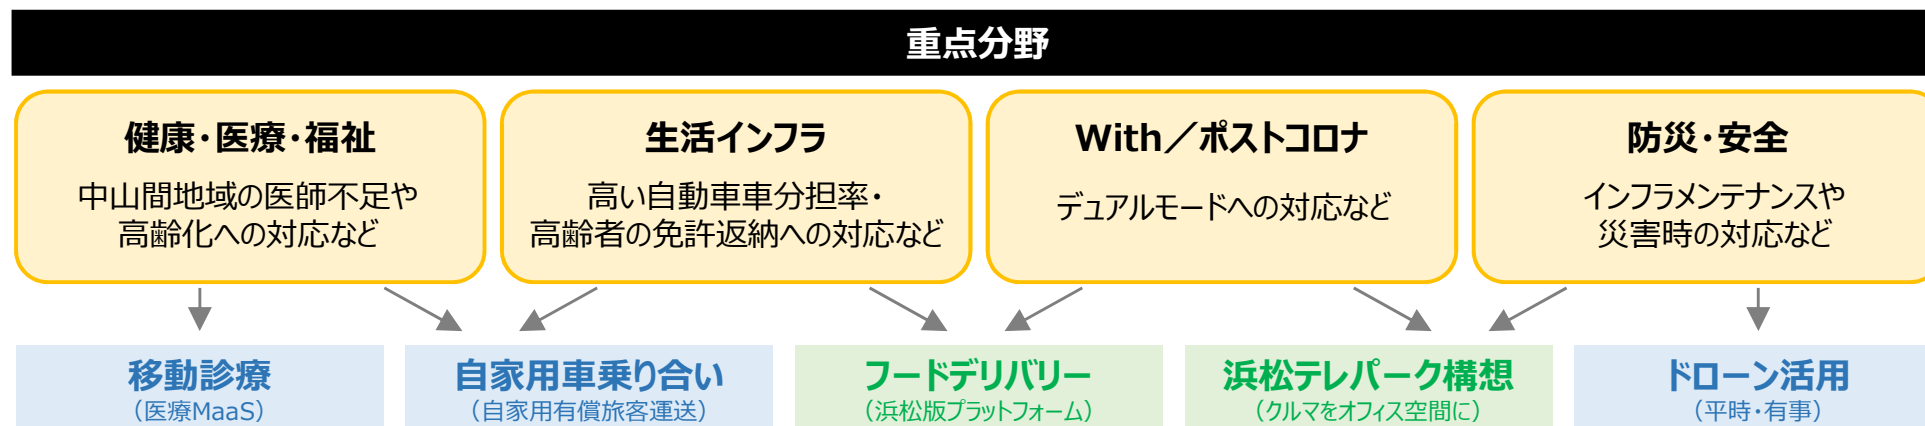 重点分野
健康・医療・福祉
中山間地域の医師不足や
高齢化への対応など
生活インフラ
高い自動車車分担率・
高齢者の免許返納への対応など
With／ポストコロナ
デュアルモードへの対応など
防災・安全
インフラメンテナンスや
災害時の対応など
移動診療
（医療MaaS）
自家用車乗り合い
（自家用有償旅客運送）
フードデリバリー
（浜松版プラットフォーム）
浜松テレパーク構想
（クルマをオフィス空間に）
ドローン活用
（平時・有事）